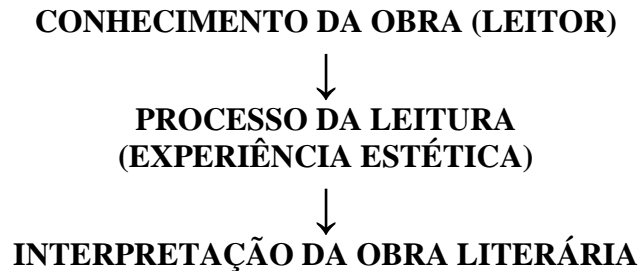 CONHECIMENTO DA OBRA (LEITOR)
PROCESSO DA LEITURA
(EXPERIÊNCIA ESTÉTICA)
INTERPRETAÇÃO DA OBRA LITERÁRIA